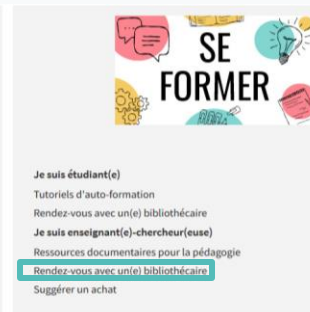 SE
FORMER
Je suis étudiant(e)
Tutoriels d'auto-formation
Rendez-vous avec un(e) bibliothécaire
Je suis enseignant(e)-chercheur(euse)
Ressources documentaires pour la pédagogie
Rendez-vous avec un(e) bibliothécaire
Suggérer un achat